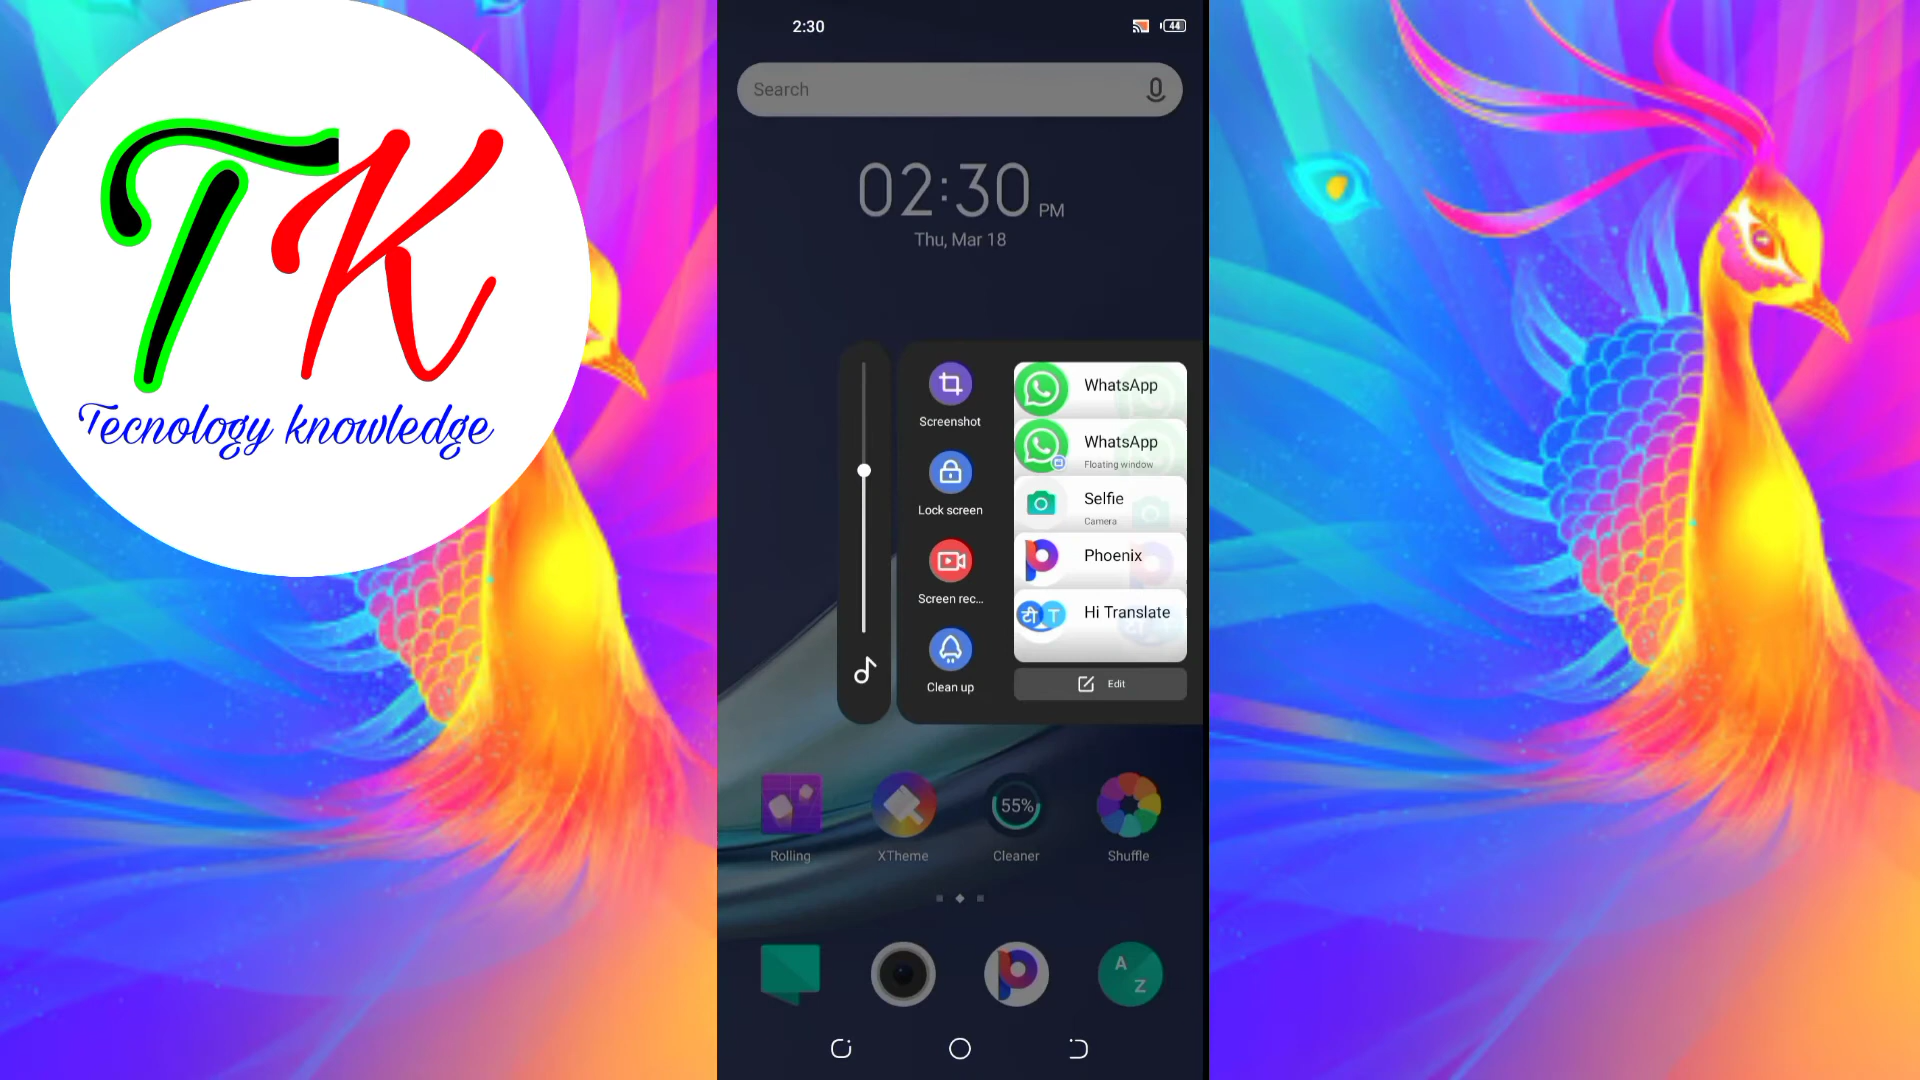 TK
Tecnology knowledge
2:30
44
Search
02:30 PM
Thu, Mar 18
Screenshot
Lock screen
Screen rec...
Clean up
WhatsApp
WhatsApp
Floating window
Selfie
Camera
Phoenix
टी T
Hi Translate
Edit
55%
Rolling
XTheme
Cleaner
Shuffle
A
Z